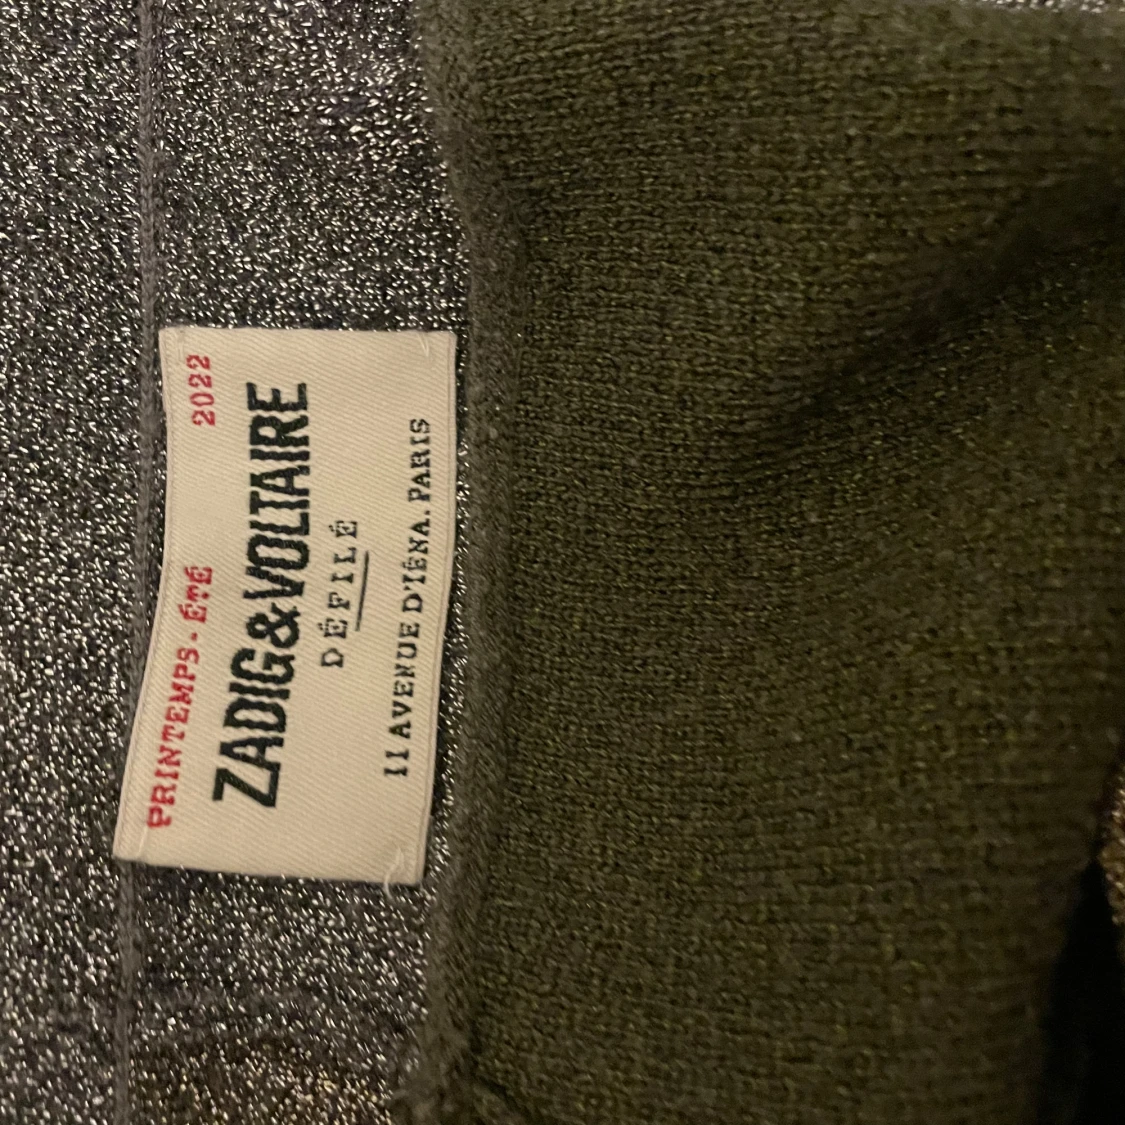 PRINTEMPS - ÉTÉ 2022
ZADIG&VOLTAIRE
DÉFILÉ
11 AVENUE D'IÉNA. PARIS